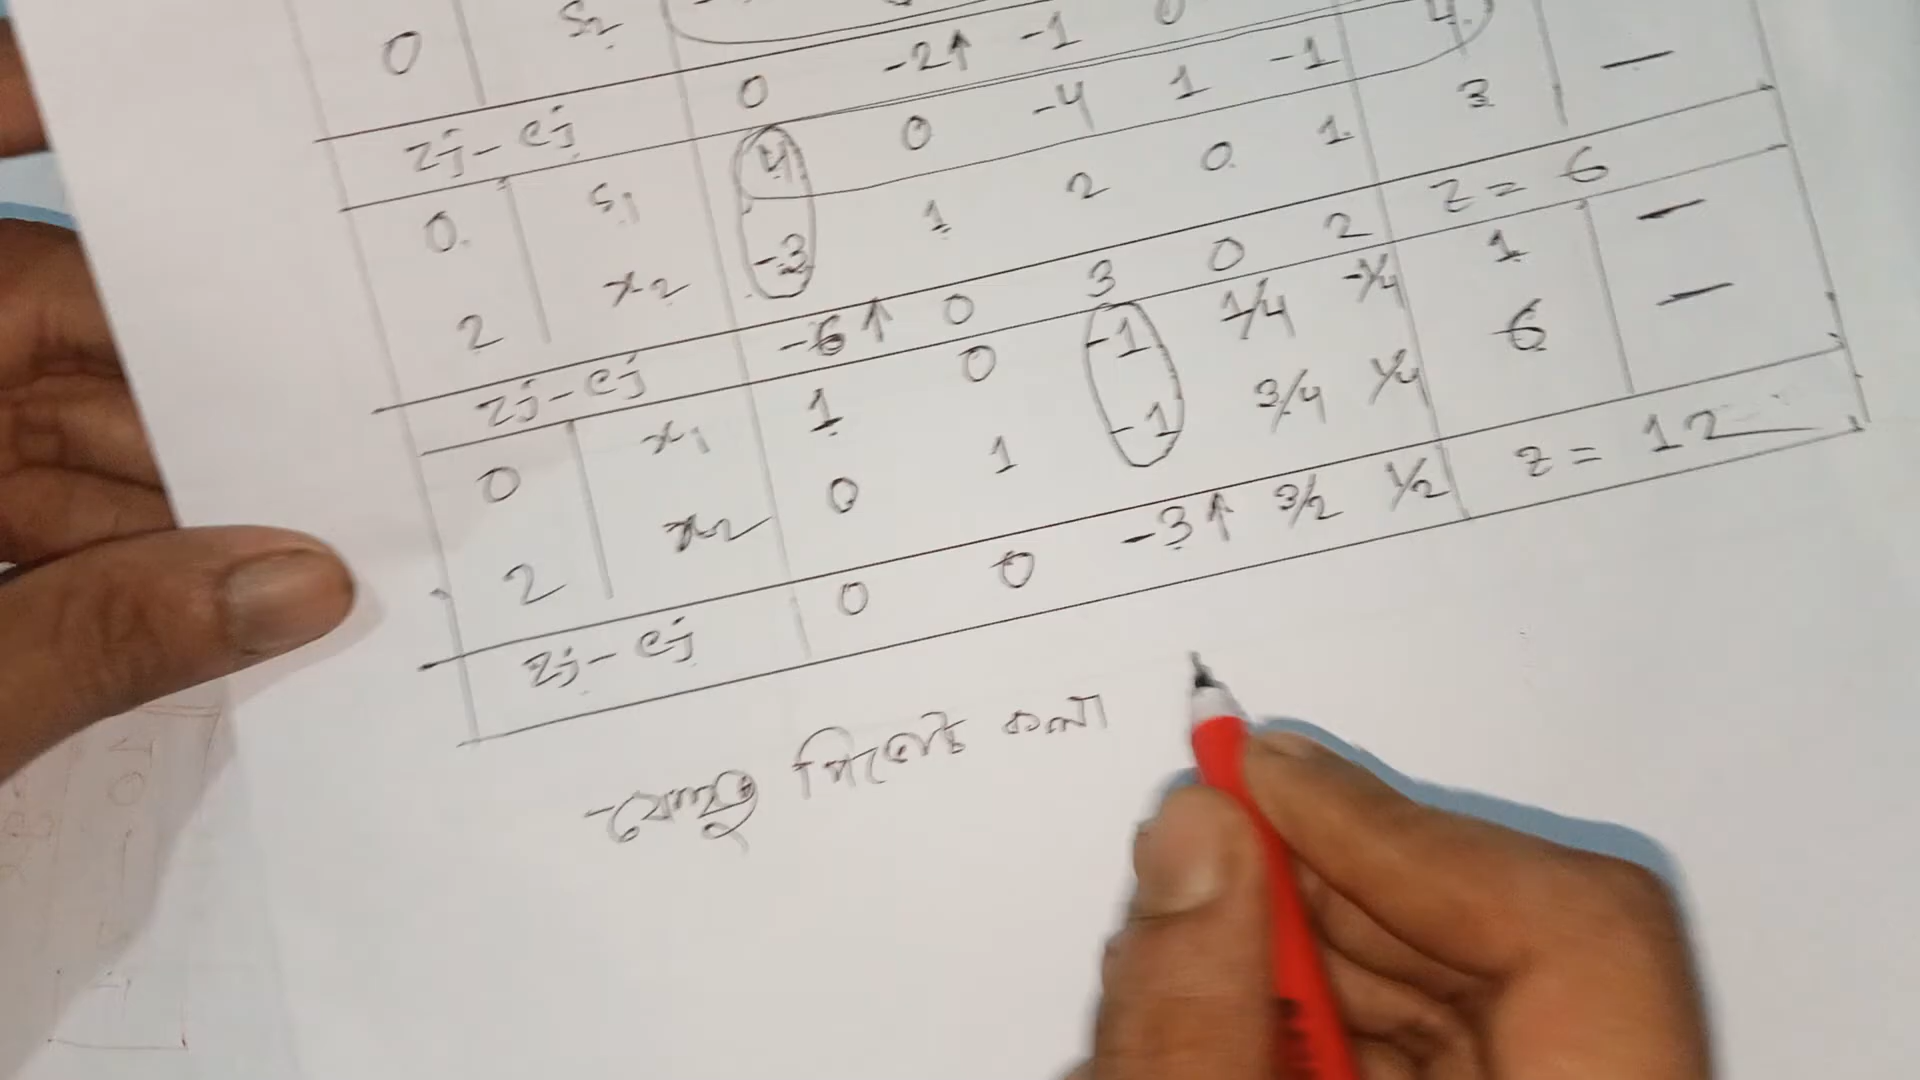 0 S₂
0 -2↑ -1 0
zj-cj
0 S₁ 4 0 -4 1 -1 4
2 x₂ -3 1 2 0 1 3 —
zj-cj -6↑ 0 3 0 2 z = 6
0 x₁ 1 0 -1 1/4 -1/4 1 —
2 x₂ 0 1 -1 3/4 1/4 6 —
zj-cj 0 0 -3↑ 3/2 1/2 z = 12
যেহেতু পিভোট কলা